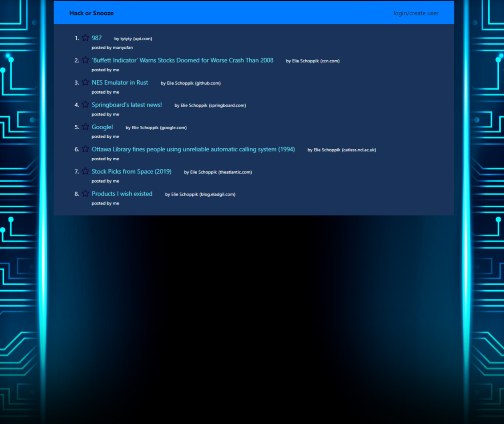 Hack or Snooze
login/create user
1. 987 by tytyty (api.com)
posted by
2. 'Buffett Indicator' Warns Stocks Doomed for Worse Crash Than 2008 by Elie Schoppik (ccn.com)
posted by me
3. NES Emulator in Rust by Elie Schoppik (github.com)
posted by me
4. Springboard's latest news! by Elie Schoppik (springboard.com)
posted by me
5. Google! by Elie Schoppik (google.com)
posted by me
6. Ottawa Library fines people using unreliable automatic calling system (1994) by Elie Schoppik (catless.ncl.ac.uk)
posted by me
7. Stock Picks from Space (2019) by Elie Schoppik (theatlantic.com)
posted by me
8. Products I wish existed by Elie Schoppik (blog.eladgil.com)
posted by me